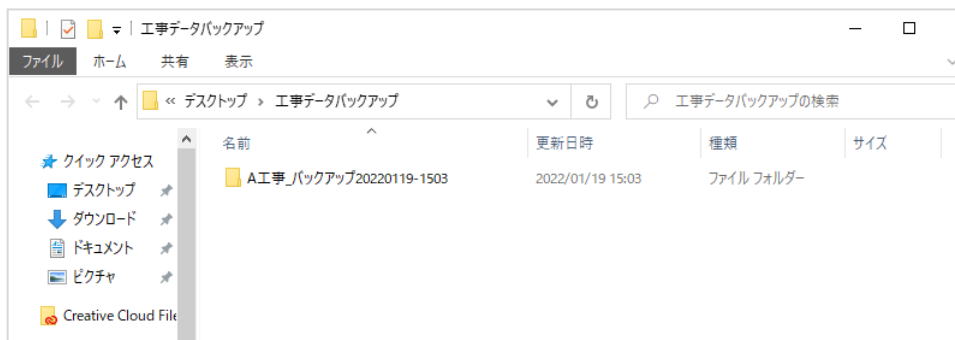 工事データバックアップ
ファイル ホーム 共有 表示
« デスクトップ › 工事データバックアップ 工事データバックアップの検索
名前 更新日時 種類 サイズ
クイック アクセス
A工事_バックアップ20220119-1503 2022/01/19 15:03 ファイル フォルダー
デスクトップ
ダウンロード
ドキュメント
ピクチャ
Creative Cloud File